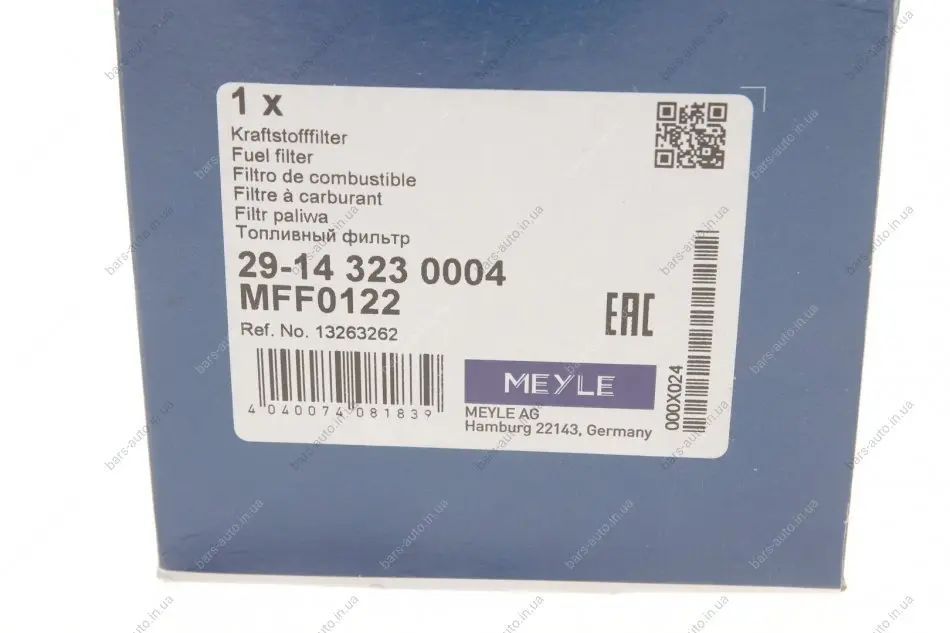 1 x
Kraftstofffilter
Fuel filter
Filtro de combustible
Filtre à carburant
Filtr paliwa
Топливный фильтр
29-14 323 0004
MFF0122
Ref. No. 13263262
EAC
4 040074 081839
MEYLE
MEYLE AG
Hamburg 22143, Germany
000X024
bars-auto.in.ua